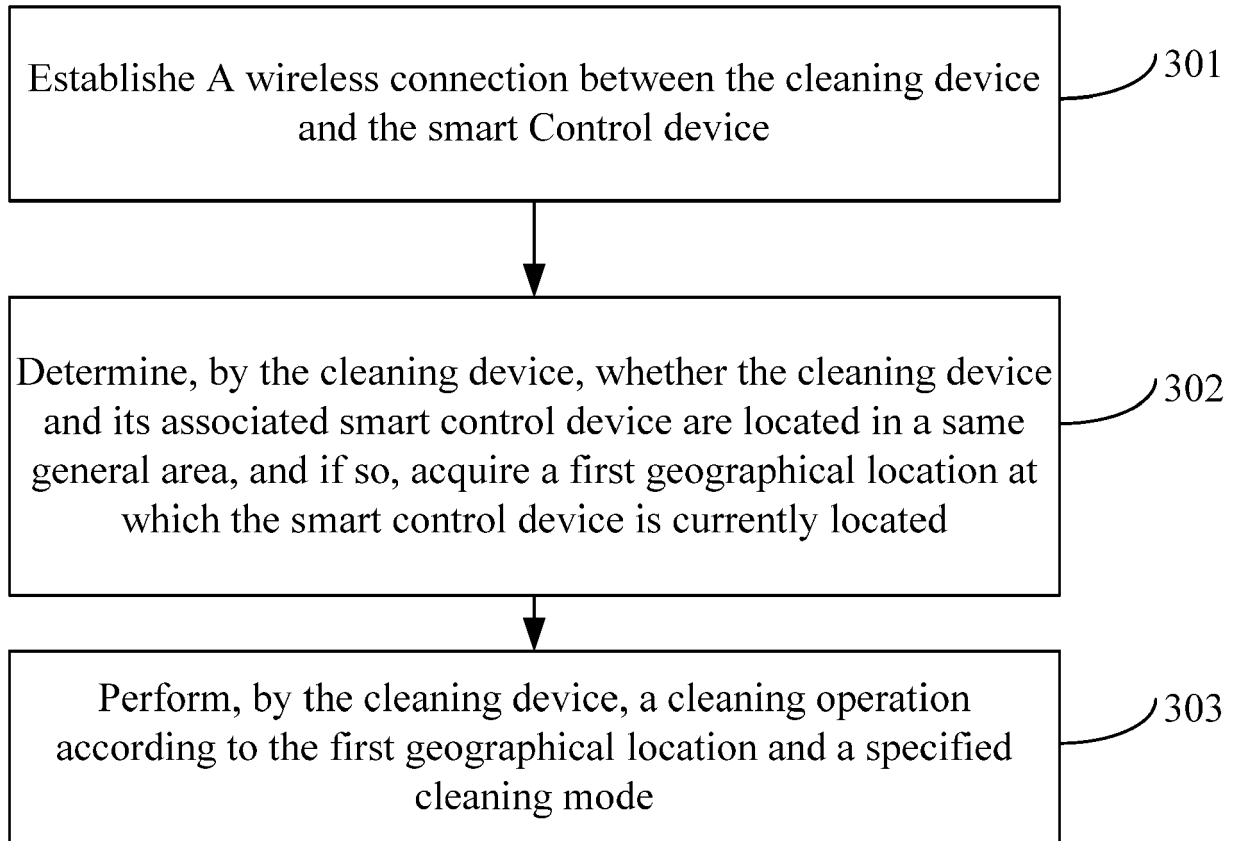 Establishe A wireless connection between the cleaning device
and the smart Control device
301
Determine, by the cleaning device, whether the cleaning device
and its associated smart control device are located in a same
general area, and if so, acquire a first geographical location at
which the smart control device is currently located
302
Perform, by the cleaning device, a cleaning operation
according to the first geographical location and a specified
cleaning mode
303